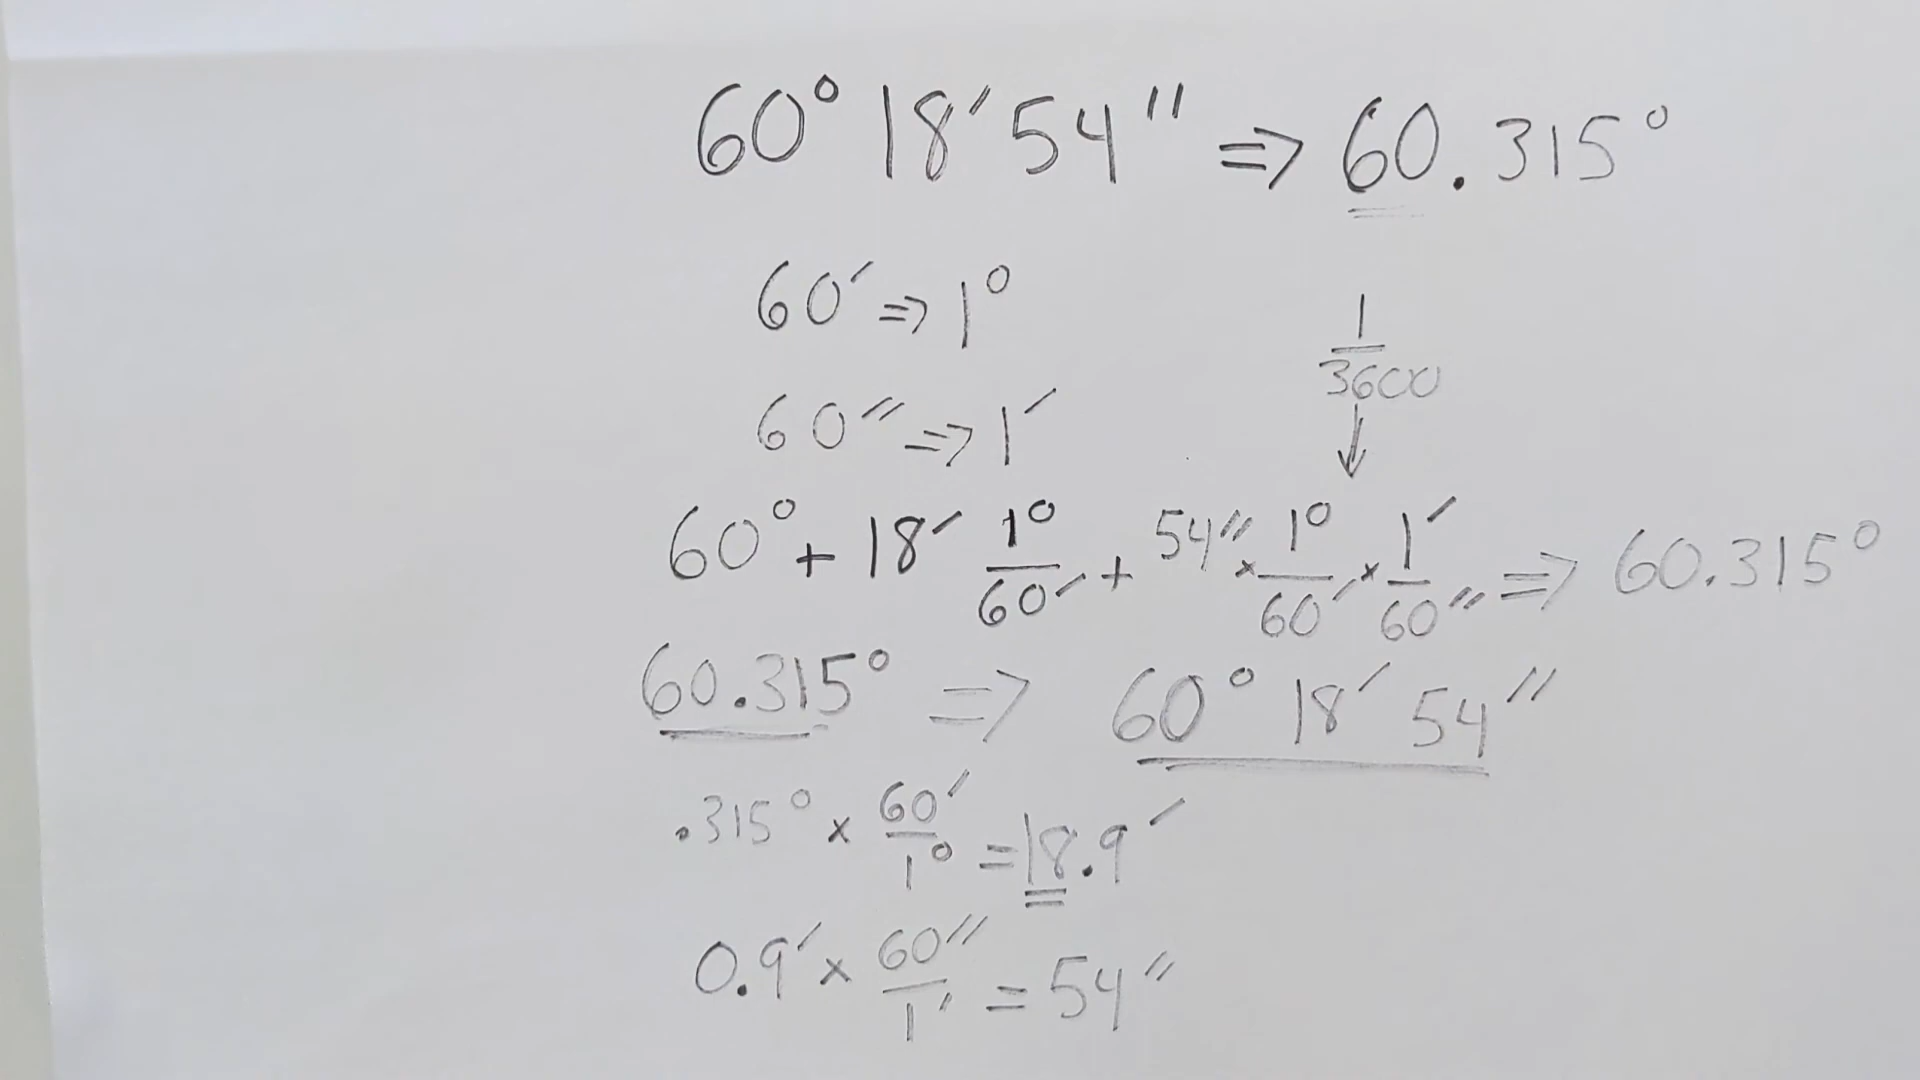 60° 18′ 54″ => 60.315°
60′ => 1°
1/3600
↓
60″ => 1′
60° + 18′ 1°/60′ + 54″ × 1°/60′ × 1′/60″ => 60.315°
60.315° => 60° 18′ 54″
.315° × 60′/1° = 18.9′
0.9′ × 60″/1′ = 54″